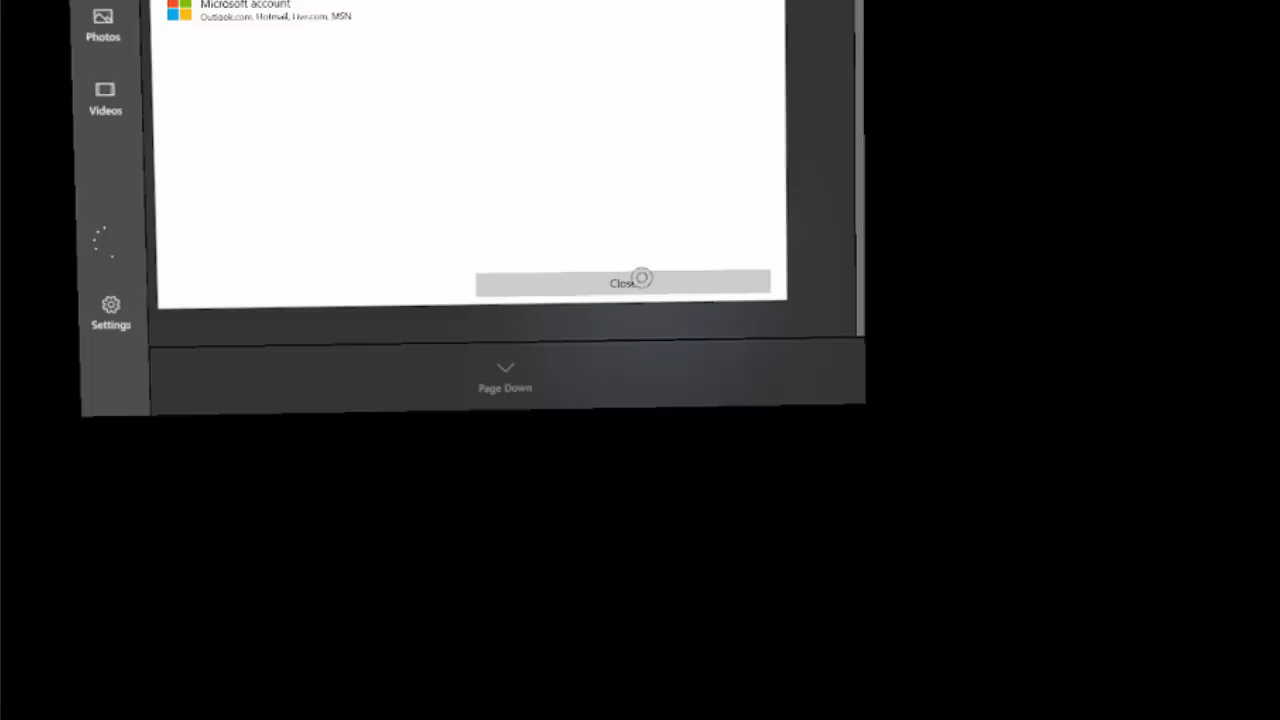 Microsoft account
Outlook.com, Hotmail, Live.com, MSN
Photos
Videos
Close
Settings
Page Down